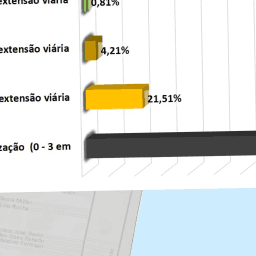 extensão viária
0,81%
extensão viária
4,21%
extensão viária
21,51%
zação (0 - 3 em